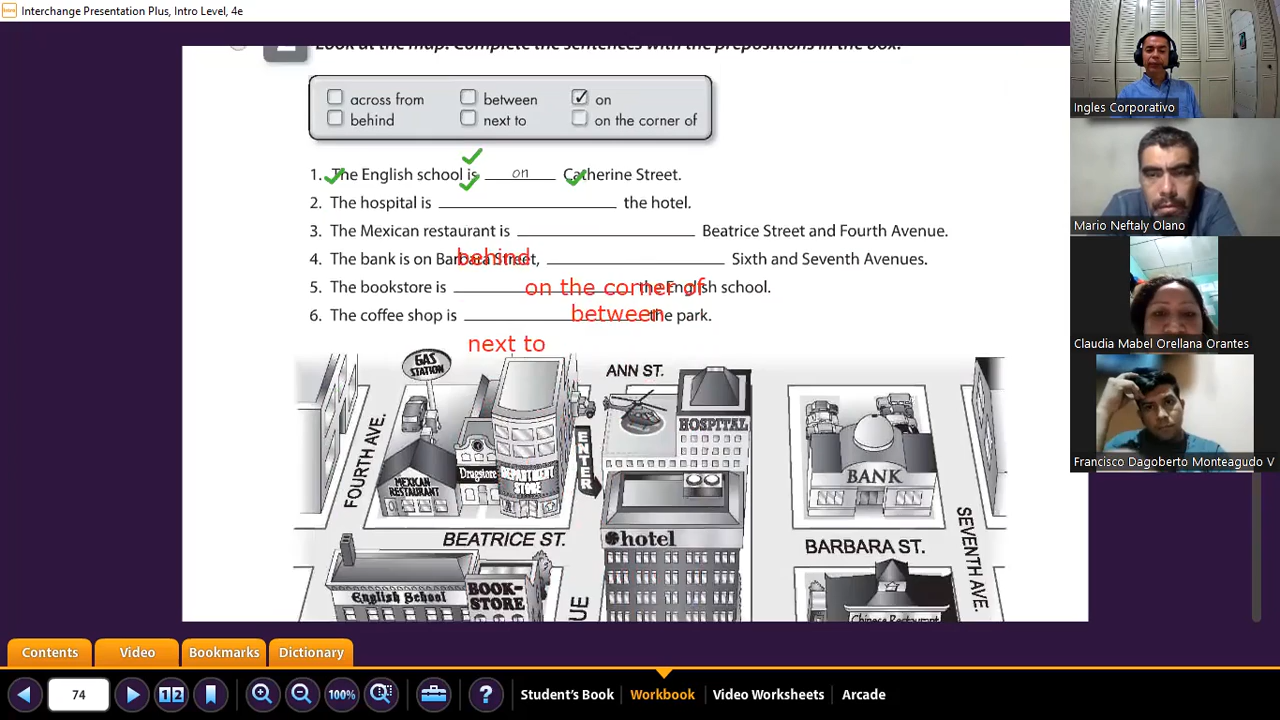 Interchange Presentation Plus, Intro Level, 4e
Look at the map. Complete the sentences with the prepositions in the box.
across from between on
behind next to on the corner of
1. The English school is on Catherine Street.
2. The hospital is the hotel.
3. The Mexican restaurant is Beatrice Street and Fourth Avenue.
behind
4. The bank is on Barbara Street, Sixth and Seventh Avenues.
5. The bookstore is the English school.
on the corner of
6. The coffee shop is the park.
between
next to
GAS STATION
ANN ST.
FOURTH AVE.
MEXICAN RESTAURANT
Drugstore
DEPARTMENT STORE
ENTER
HOSPITAL
BANK
BEATRICE ST.
hotel
BARBARA ST.
SEVENTH AVE.
English School
BOOK-STORE
UE
Chinese Restaurant
Ingles Corporativo
Mario Neftaly Olano
Claudia Mabel Orellana Orantes
Francisco Dagoberto Monteagudo V
Contents Video Bookmarks Dictionary
74 12 100% ? Student's Book Workbook Video Worksheets Arcade